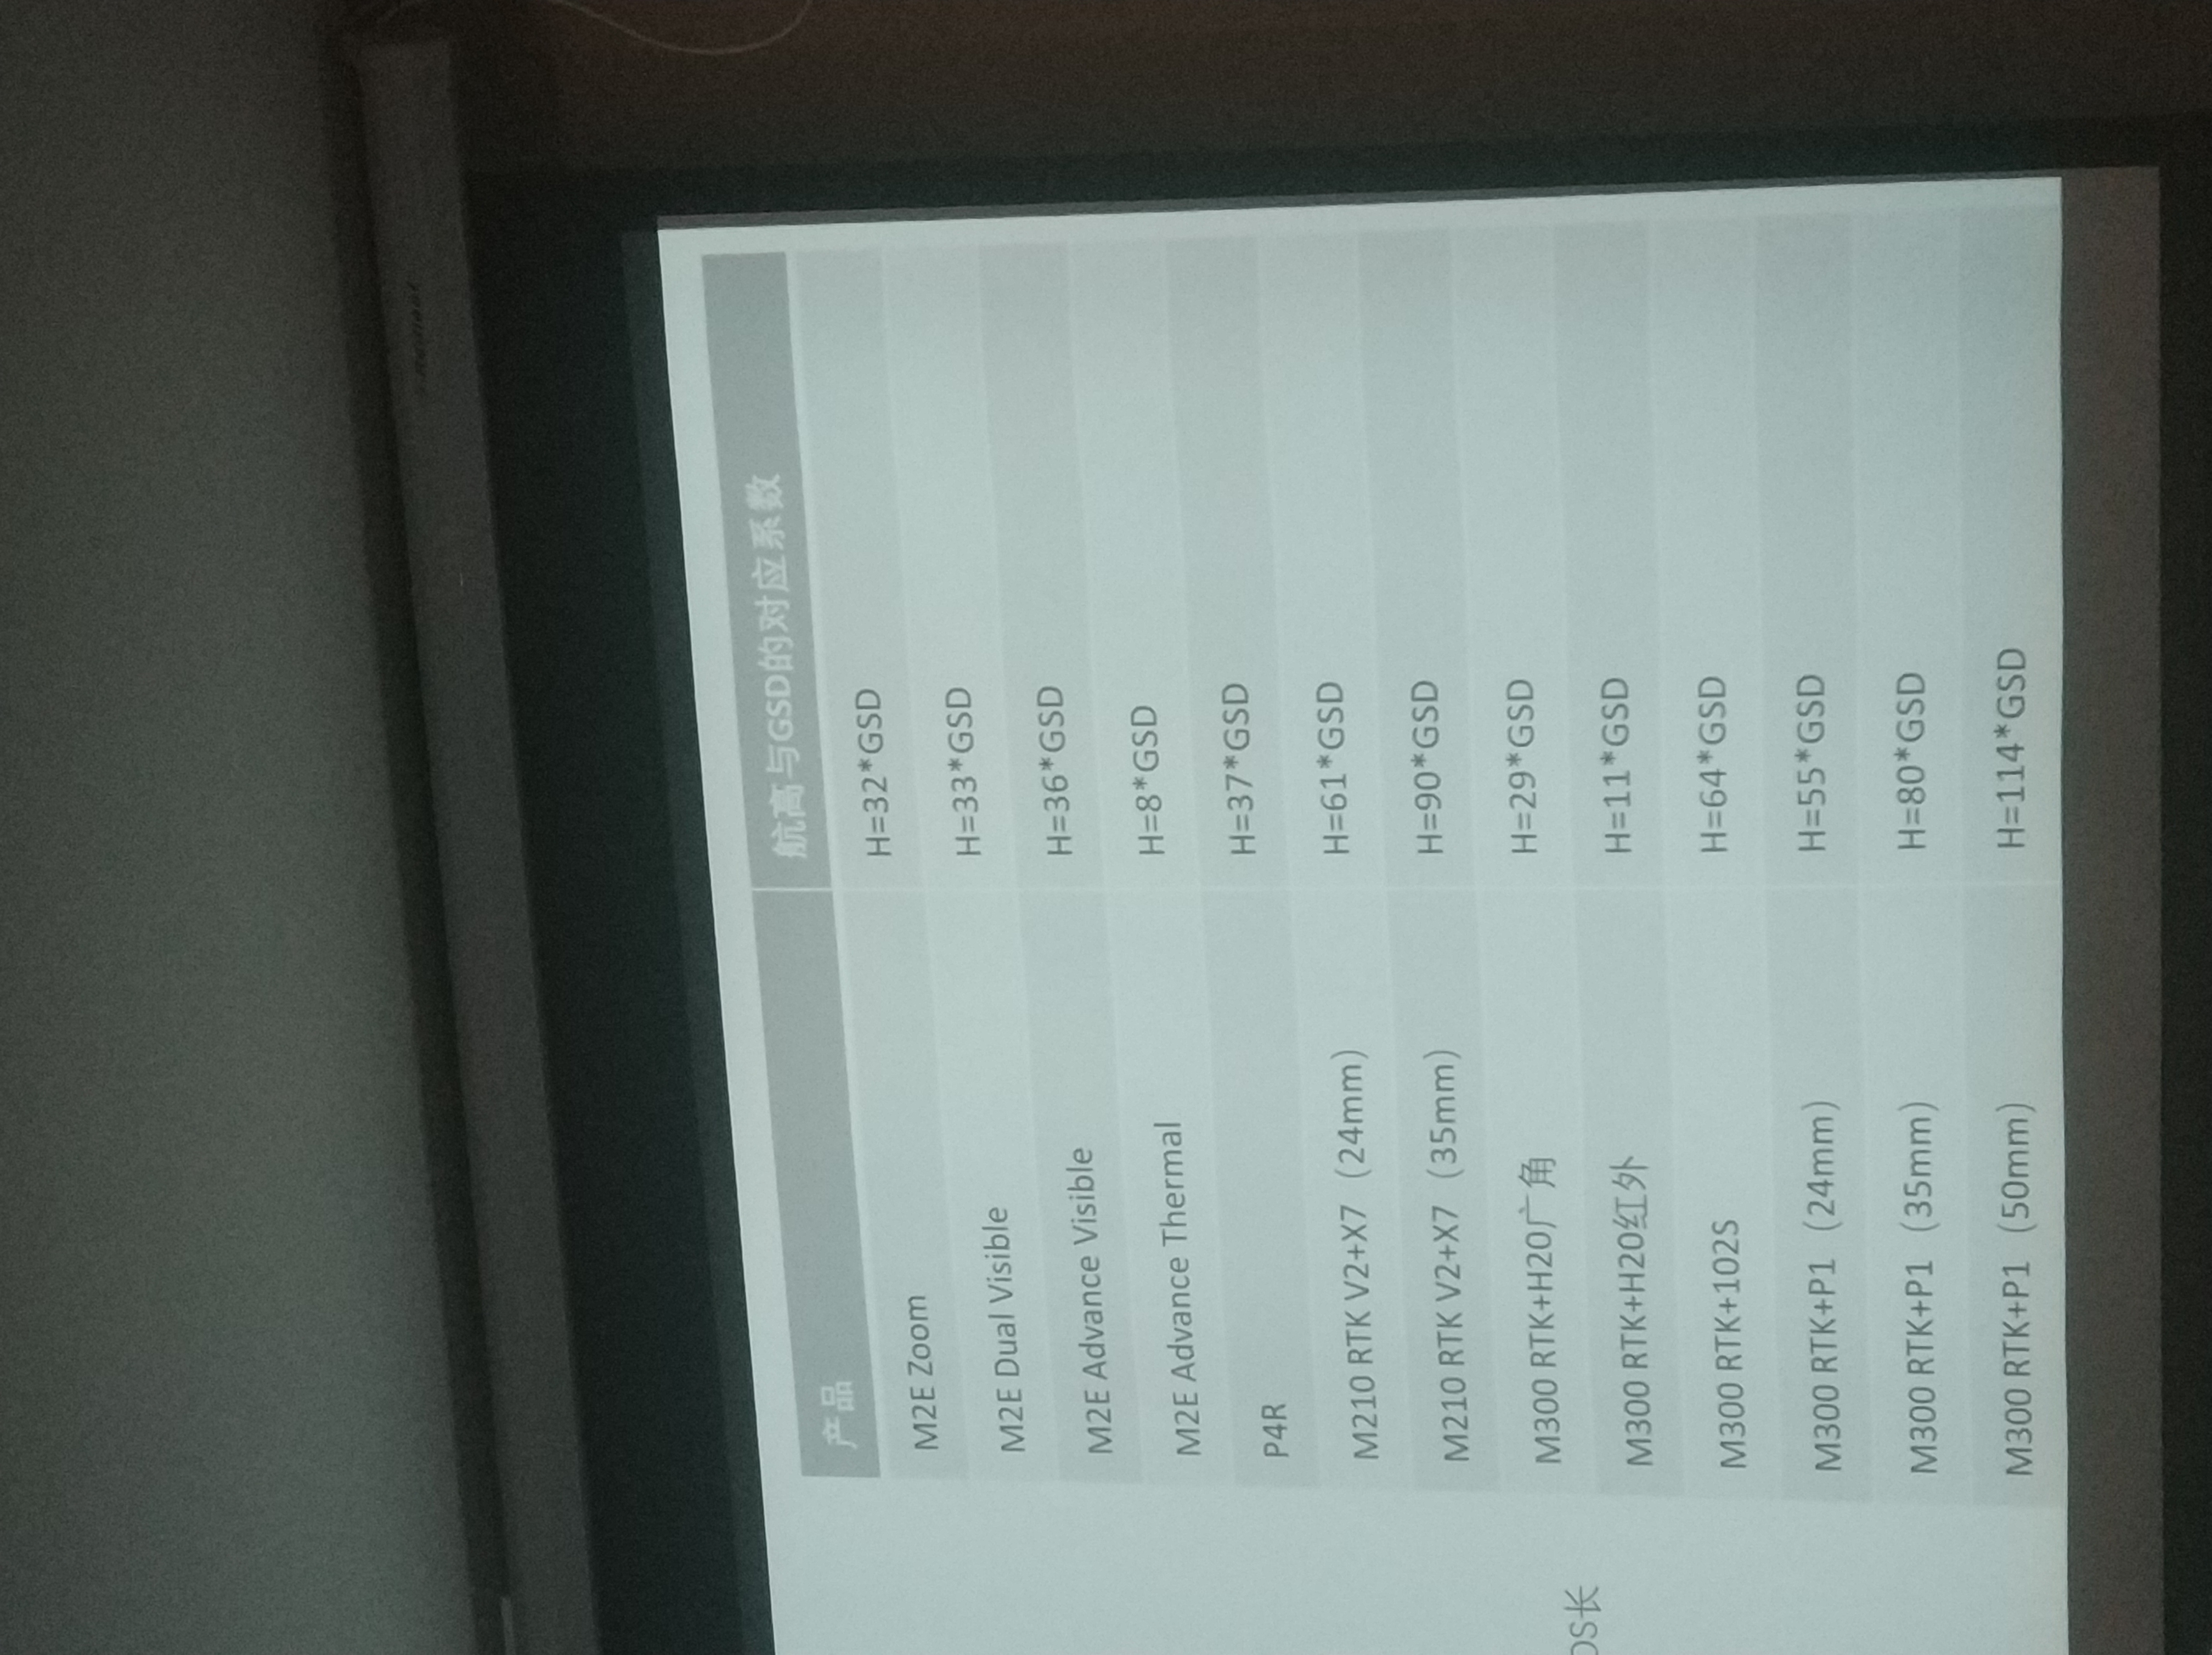 产品 航高与GSD的对应系数
M2E Zoom H=32*GSD
M2E Dual Visible H=33*GSD
M2E Advance Visible H=36*GSD
M2E Advance Thermal H=8*GSD
P4R H=37*GSD
M210 RTK V2+X7（24mm） H=61*GSD
M210 RTK V2+X7（35mm） H=90*GSD
M300 RTK+H20广角 H=29*GSD
OS长
M300 RTK+H20红外 H=11*GSD
M300 RTK+102S H=64*GSD
M300 RTK+P1（24mm） H=55*GSD
M300 RTK+P1（35mm） H=80*GSD
M300 RTK+P1（50mm） H=114*GSD